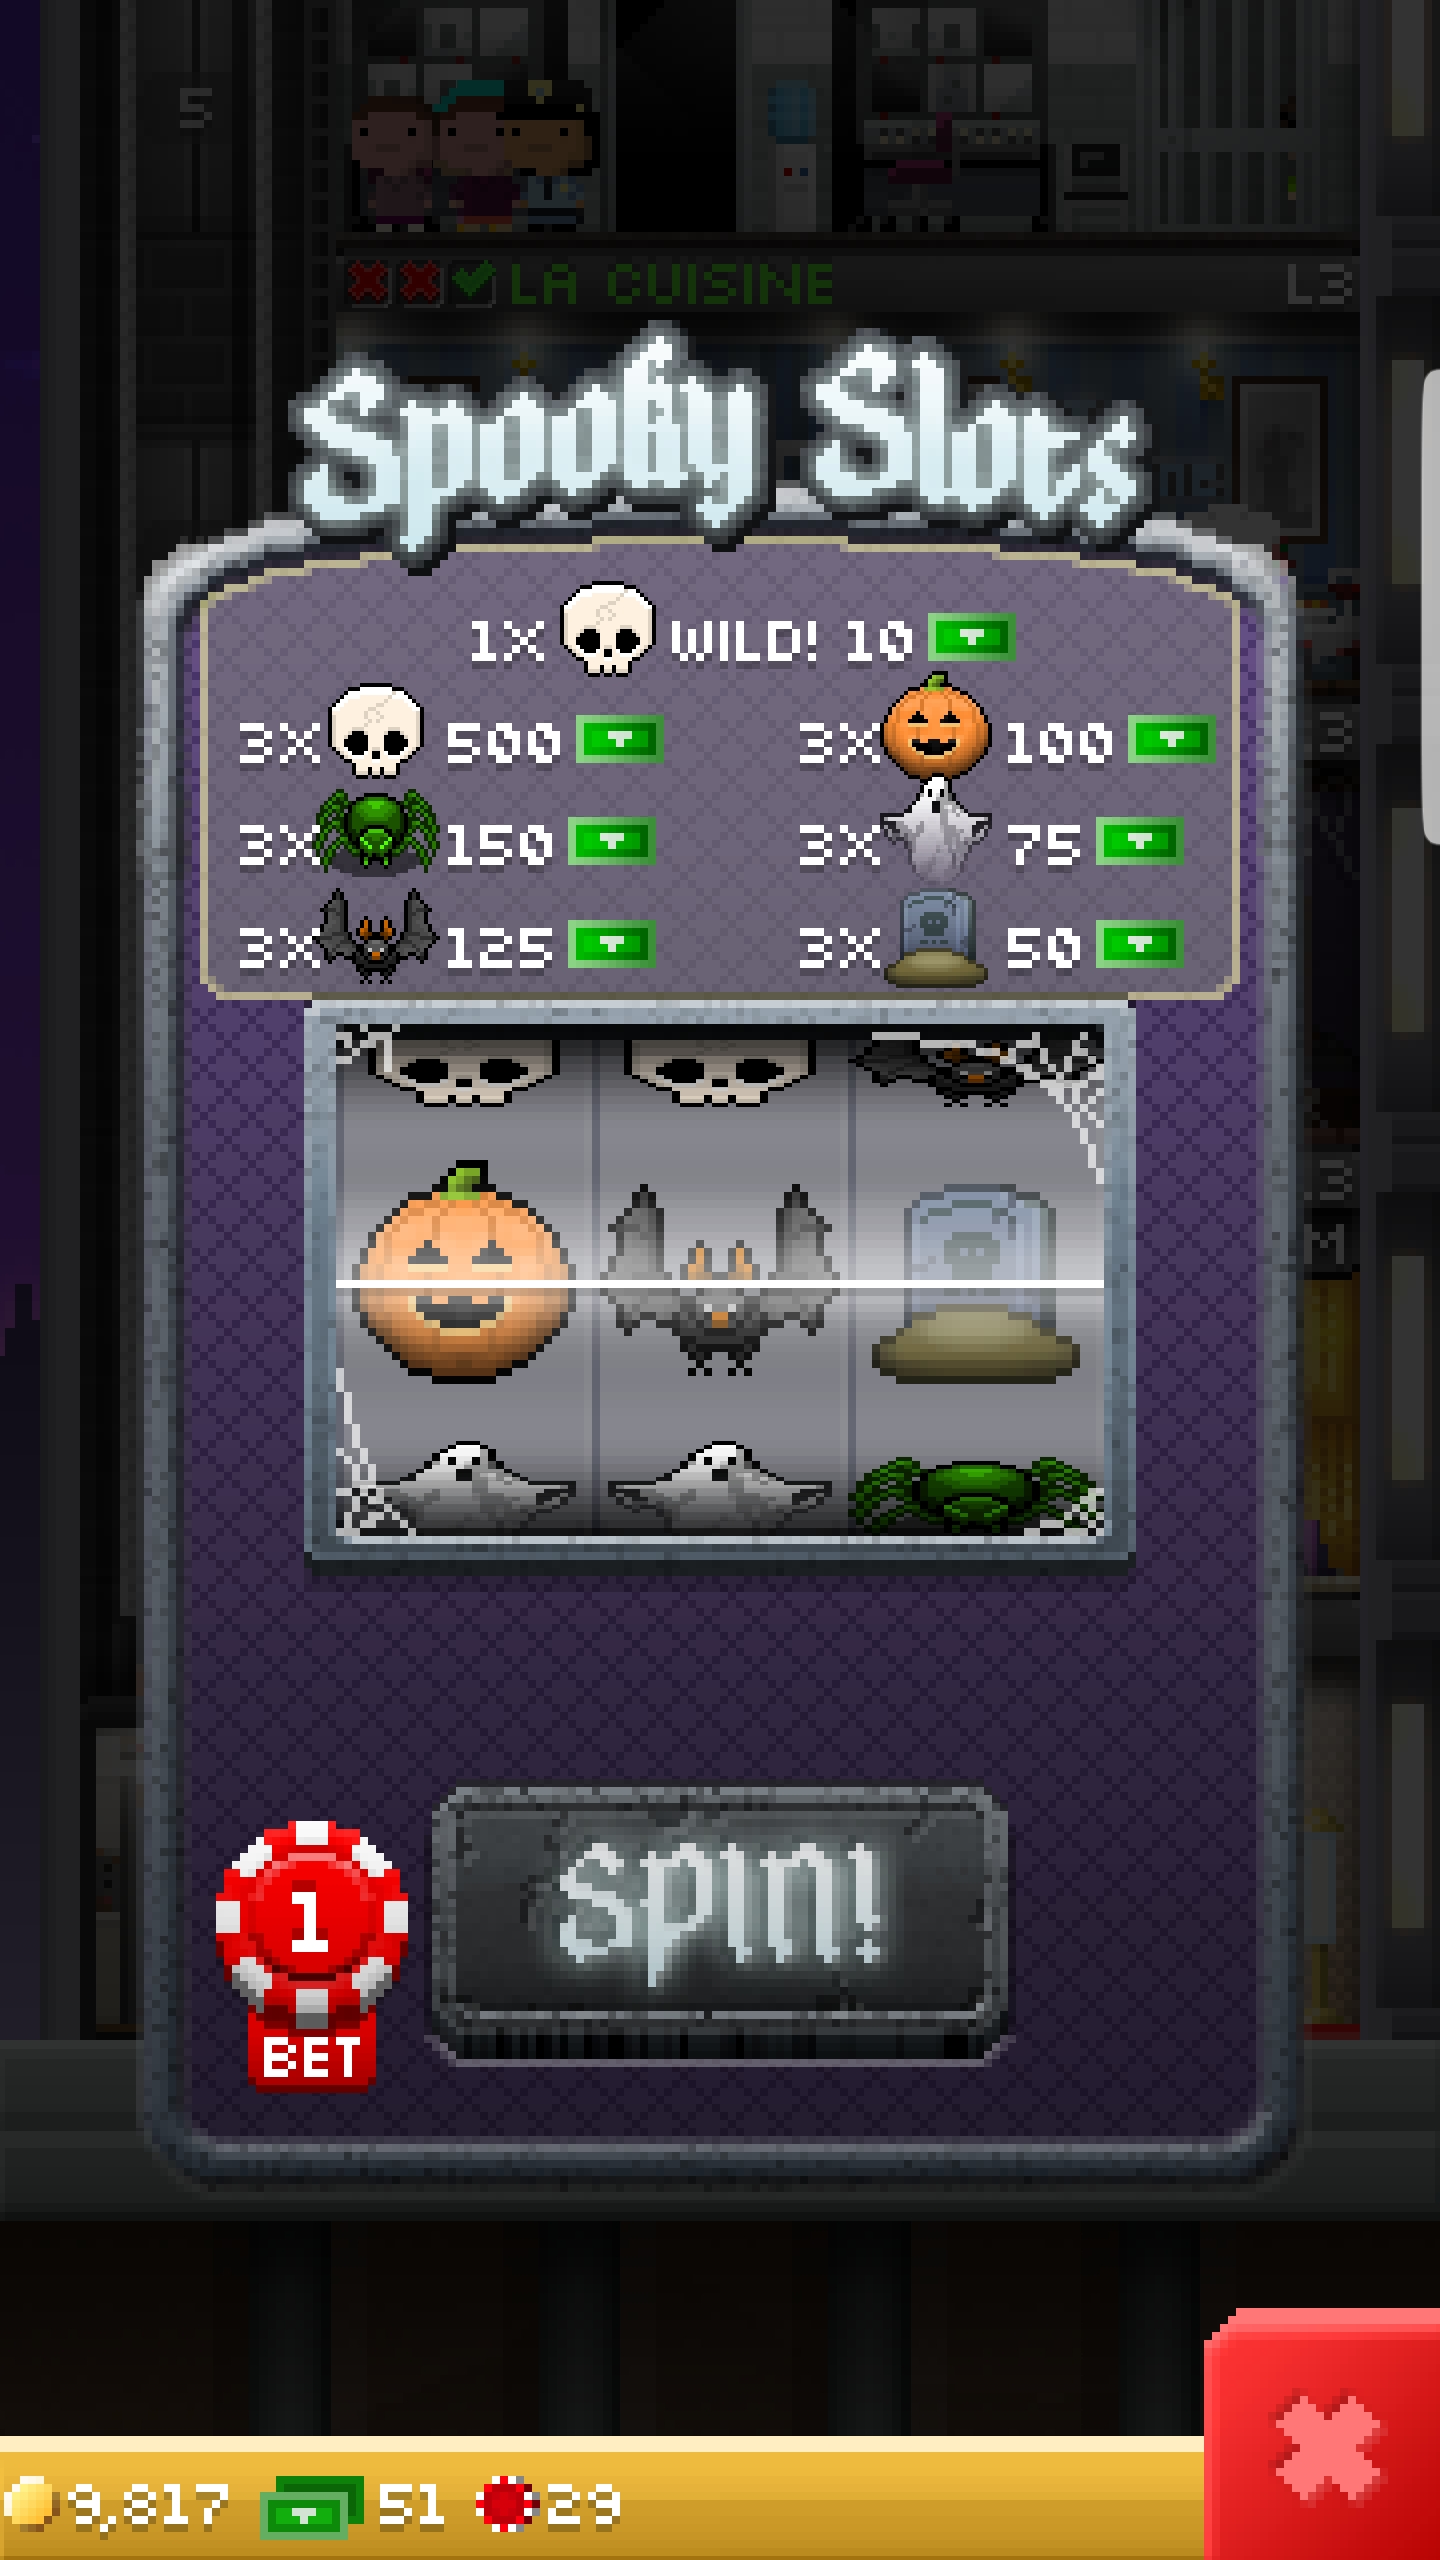 5
LA CUISINE L3
Spooky Slots
1X WILD! 10
3X 500 3X 100
3X 150 3X 75
3X 125 3X 50
1
BET
SPIN!
9,817 51 29